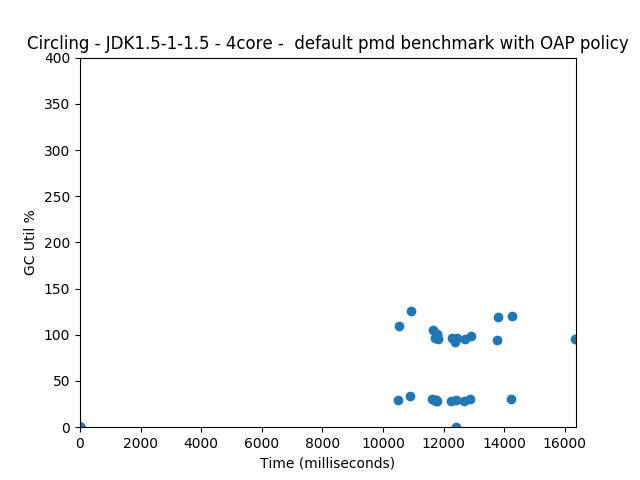 Circling - JDK1.5-1-1.5 - 4core -  default pmd benchmark with OAP policy
400
350
300
250
200
150
100
50
0
GC Util %
0 2000 4000 6000 8000 10000 12000 14000 16000
Time (milliseconds)